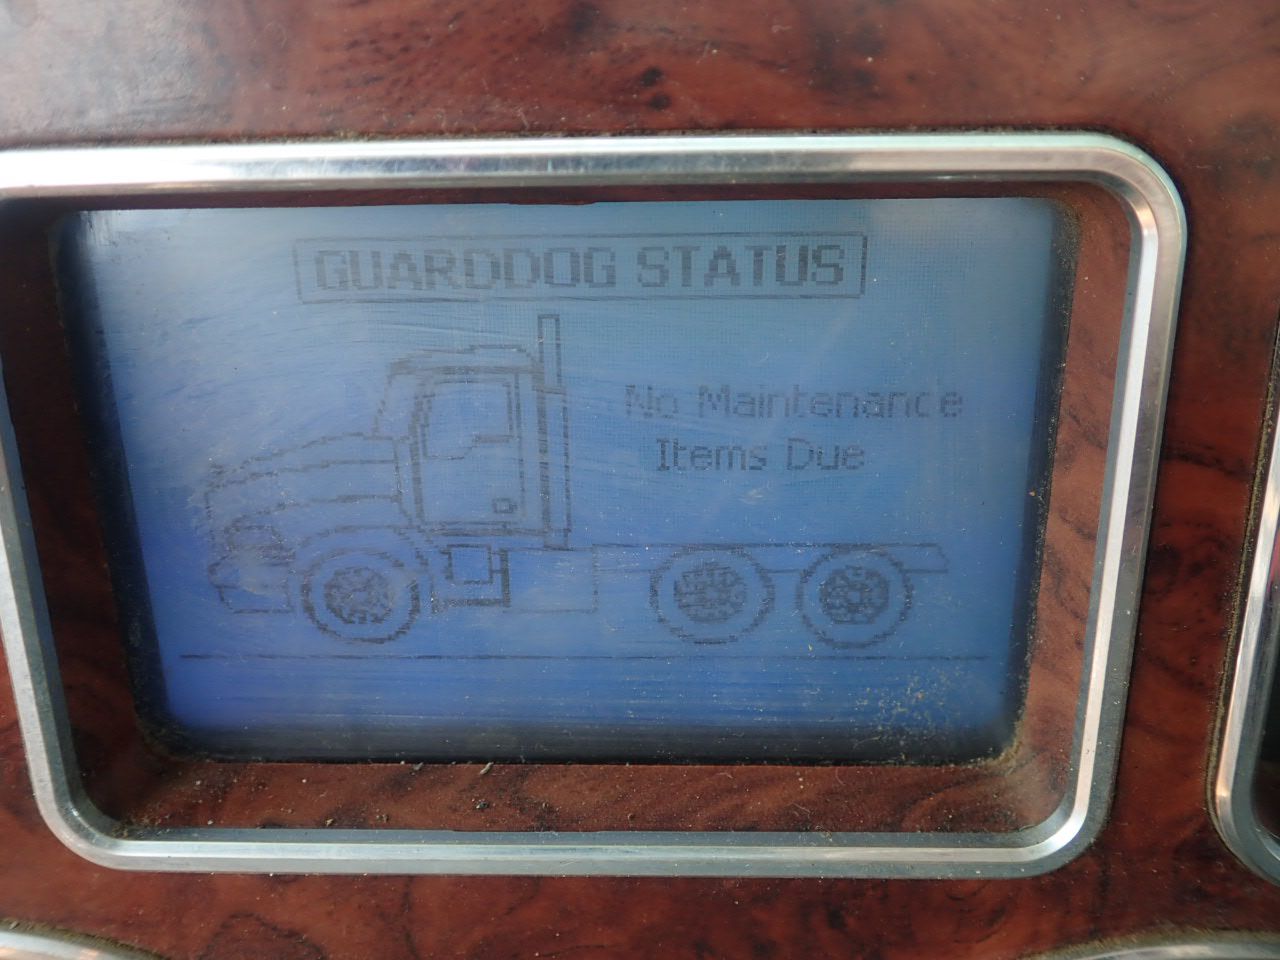 GUARDDOG STATUS
No Maintenance
Items Due